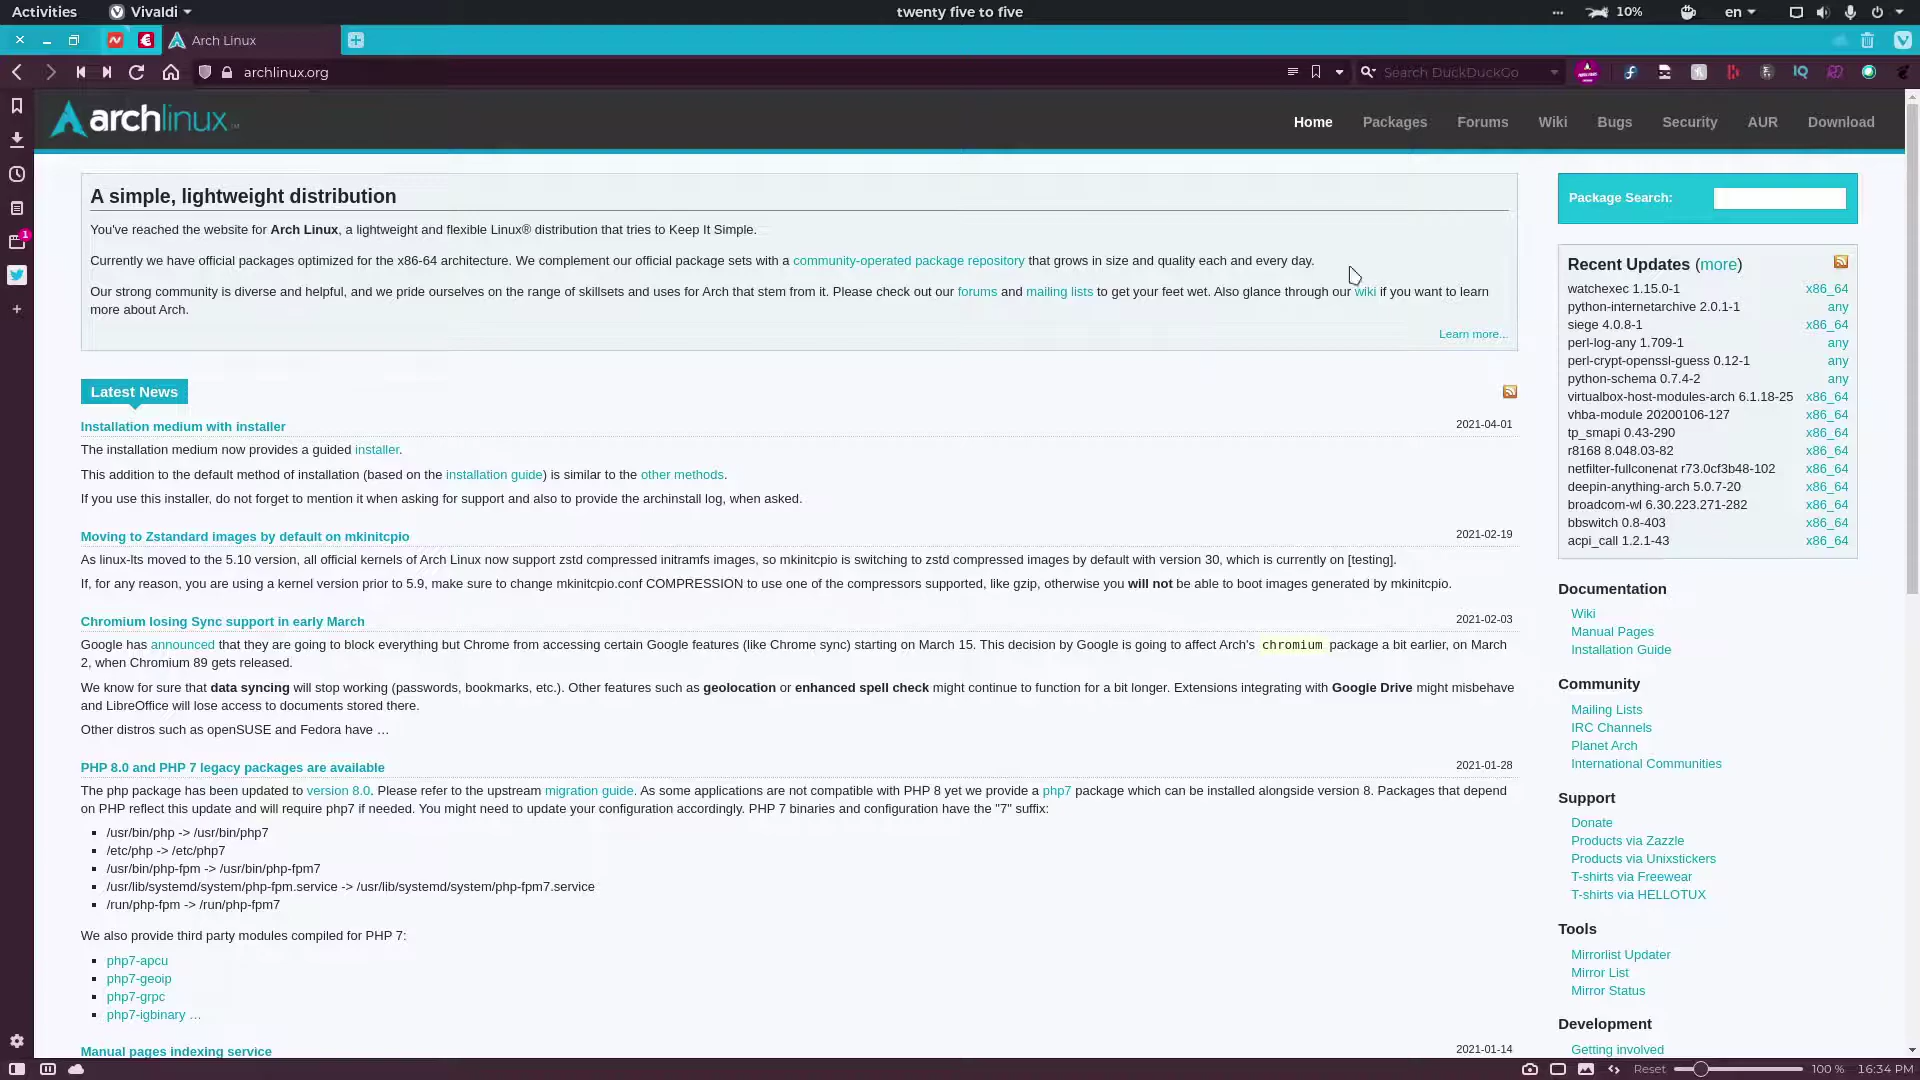 Activities
Vivaldi
twenty five to five
10%
en
Arch Linux
archlinux.org
Search DuckDuckGo
IQ
1
archlinux™
Home Packages Forums Wiki Bugs Security AUR Download
A simple, lightweight distribution
You've reached the website for Arch Linux, a lightweight and flexible Linux® distribution that tries to Keep It Simple.
Currently we have official packages optimized for the x86-64 architecture. We complement our official package sets with a community-operated package repository that grows in size and quality each and every day.
Our strong community is diverse and helpful, and we pride ourselves on the range of skillsets and uses for Arch that stem from it. Please check out our forums and mailing lists to get your feet wet. Also glance through our wiki if you want to learn
more about Arch.
Learn more...
Latest News
Installation medium with installer 2021-04-01
The installation medium now provides a guided installer.
This addition to the default method of installation (based on the installation guide) is similar to the other methods.
If you use this installer, do not forget to mention it when asking for support and also to provide the archinstall log, when asked.
Moving to Zstandard images by default on mkinitcpio 2021-02-19
As linux-lts moved to the 5.10 version, all official kernels of Arch Linux now support zstd compressed initramfs images, so mkinitcpio is switching to zstd compressed images by default with version 30, which is currently on [testing].
If, for any reason, you are using a kernel version prior to 5.9, make sure to change mkinitcpio.conf COMPRESSION to use one of the compressors supported, like gzip, otherwise you will not be able to boot images generated by mkinitcpio.
Chromium losing Sync support in early March 2021-02-03
Google has announced that they are going to block everything but Chrome from accessing certain Google features (like Chrome sync) starting on March 15. This decision by Google is going to affect Arch's chromium package a bit earlier, on March
2, when Chromium 89 gets released.
We know for sure that data syncing will stop working (passwords, bookmarks, etc.). Other features such as geolocation or enhanced spell check might continue to function for a bit longer. Extensions integrating with Google Drive might misbehave
and LibreOffice will lose access to documents stored there.
Other distros such as openSUSE and Fedora have …
PHP 8.0 and PHP 7 legacy packages are available 2021-01-28
The php package has been updated to version 8.0. Please refer to the upstream migration guide. As some applications are not compatible with PHP 8 yet we provide a php7 package which can be installed alongside version 8. Packages that depend
on PHP reflect this update and will require php7 if needed. You might need to update your configuration accordingly. PHP 7 binaries and configuration have the "7" suffix:
/usr/bin/php -> /usr/bin/php7
/etc/php -> /etc/php7
/usr/bin/php-fpm -> /usr/bin/php-fpm7
/usr/lib/systemd/system/php-fpm.service -> /usr/lib/systemd/system/php-fpm7.service
/run/php-fpm -> /run/php-fpm7
We also provide third party modules compiled for PHP 7:
php7-apcu
php7-geoip
php7-grpc
php7-igbinary …
Manual pages indexing service 2021-01-14
Package Search:
Recent Updates (more)
watchexec 1.15.0-1 x86_64
python-internetarchive 2.0.1-1 any
siege 4.0.8-1 x86_64
perl-log-any 1.709-1 any
perl-crypt-openssl-guess 0.12-1 any
python-schema 0.7.4-2 any
virtualbox-host-modules-arch 6.1.18-25 x86_64
vhba-module 20200106-127 x86_64
tp_smapi 0.43-290 x86_64
r8168 8.048.03-82 x86_64
netfilter-fullconenat r73.0cf3b48-102 x86_64
deepin-anything-arch 5.0.7-20 x86_64
broadcom-wl 6.30.223.271-282 x86_64
bbswitch 0.8-403 x86_64
acpi_call 1.2.1-43 x86_64
Documentation
Wiki
Manual Pages
Installation Guide
Community
Mailing Lists
IRC Channels
Planet Arch
International Communities
Support
Donate
Products via Zazzle
Products via Unixstickers
T-shirts via Freewear
T-shirts via HELLOTUX
Tools
Mirrorlist Updater
Mirror List
Mirror Status
Development
Getting involved
Reset
100 %
16:34 PM